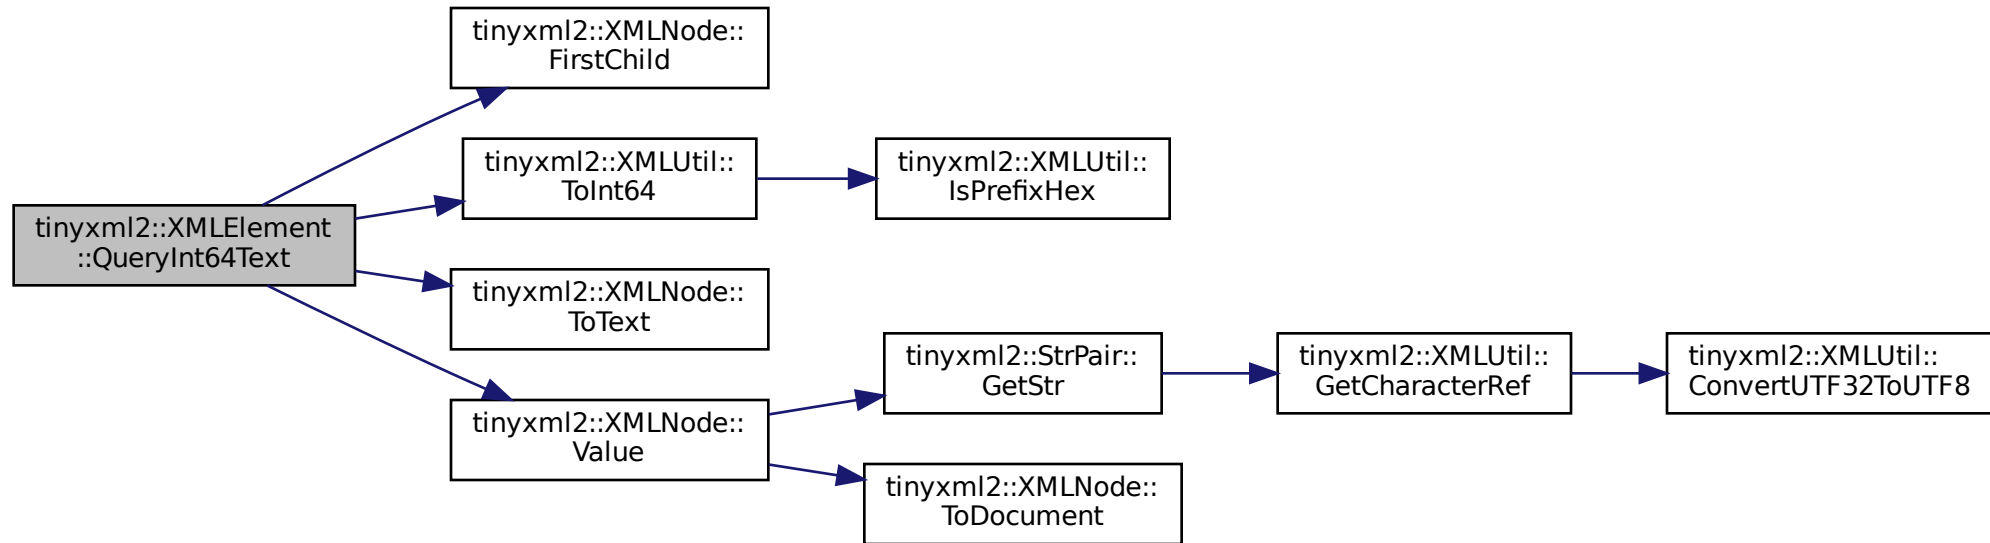 tinyxml2::XMLElement
::QueryInt64Text
tinyxml2::XMLNode::
FirstChild
tinyxml2::XMLUtil::
ToInt64
tinyxml2::XMLUtil::
IsPrefixHex
tinyxml2::XMLNode::
ToText
tinyxml2::XMLNode::
Value
tinyxml2::StrPair::
GetStr
tinyxml2::XMLUtil::
GetCharacterRef
tinyxml2::XMLUtil::
ConvertUTF32ToUTF8
tinyxml2::XMLNode::
ToDocument